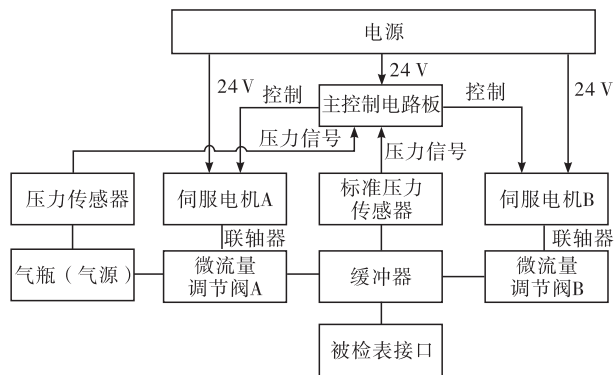 电源
24 V
24 V
24 V
控制
主控制电路板
控制
压力信号
压力信号
压力传感器
伺服电机A
标准压力
传感器
伺服电机B
联轴器
联轴器
气瓶（气源）
微流量
调节阀A
缓冲器
微流量
调节阀B
被检表接口